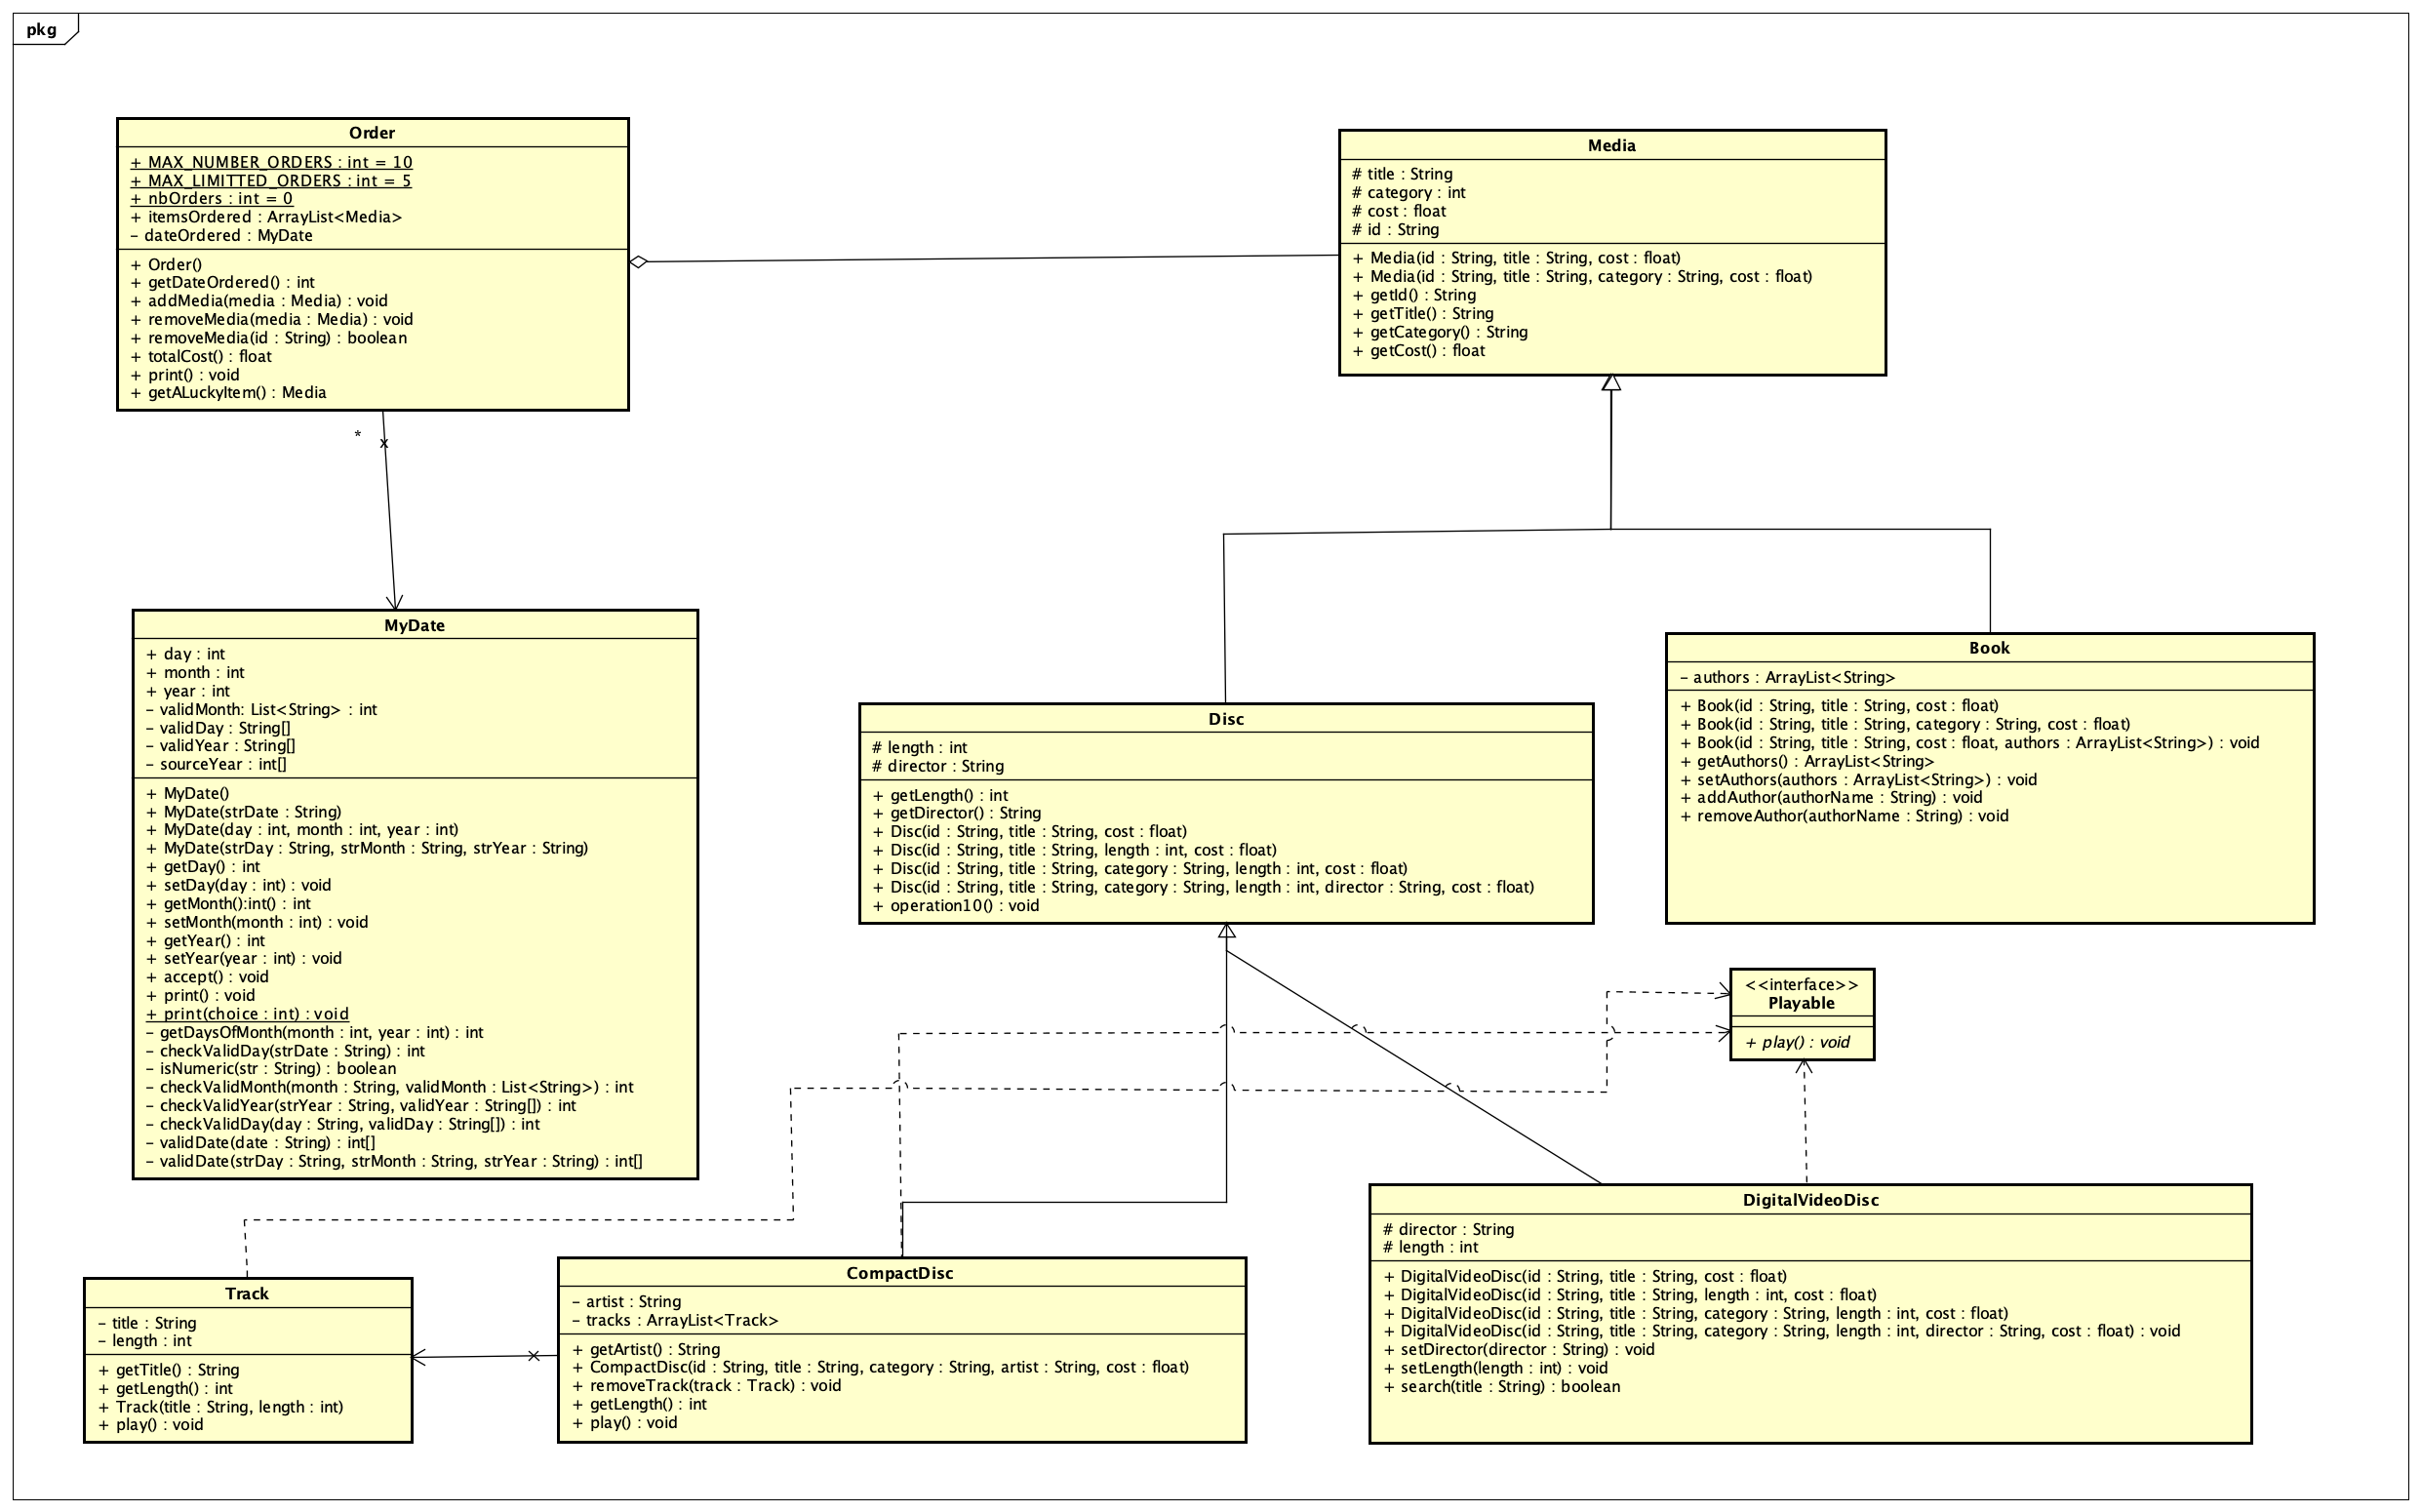 pkg
Order
+ MAX_NUMBER_ORDERS : int = 10
+ MAX_LIMITTED_ORDERS : int = 5
+ nbOrders : int = 0
+ itemsOrdered : ArrayList<Media>
- dateOrdered : MyDate
+ Order()
+ getDateOrdered() : int
+ addMedia(media : Media) : void
+ removeMedia(media : Media) : void
+ removeMedia(id : String) : boolean
+ totalCost() : float
+ print() : void
+ getALuckyItem() : Media
Media
# title : String
# category : int
# cost : float
# id : String
+ Media(id : String, title : String, cost : float)
+ Media(id : String, title : String, category : String, cost : float)
+ getId() : String
+ getTitle() : String
+ getCategory() : String
+ getCost() : float
*
MyDate
+ day : int
+ month : int
+ year : int
- validMonth: List<String> : int
- validDay : String[]
- validYear : String[]
- sourceYear : int[]
+ MyDate()
+ MyDate(strDate : String)
+ MyDate(day : int, month : int, year : int)
+ MyDate(strDay : String, strMonth : String, strYear : String)
+ getDay() : int
+ setDay(day : int) : void
+ getMonth():int() : int
+ setMonth(month : int) : void
+ getYear() : int
+ setYear(year : int) : void
+ accept() : void
+ print() : void
+ print(choice : int) : void
- getDaysOfMonth(month : int, year : int) : int
- checkValidDay(strDate : String) : int
- isNumeric(str : String) : boolean
- checkValidMonth(month : String, validMonth : List<String>) : int
- checkValidYear(strYear : String, validYear : String[]) : int
- checkValidDay(day : String, validDay : String[]) : int
- validDate(date : String) : int[]
- validDate(strDay : String, strMonth : String, strYear : String) : int[]
Disc
# length : int
# director : String
+ getLength() : int
+ getDirector() : String
+ Disc(id : String, title : String, cost : float)
+ Disc(id : String, title : String, length : int, cost : float)
+ Disc(id : String, title : String, category : String, length : int, cost : float)
+ Disc(id : String, title : String, category : String, length : int, director : String, cost : float)
+ operation10() : void
Book
- authors : ArrayList<String>
+ Book(id : String, title : String, cost : float)
+ Book(id : String, title : String, category : String, cost : float)
+ Book(id : String, title : String, cost : float, authors : ArrayList<String>) : void
+ getAuthors() : ArrayList<String>
+ setAuthors(authors : ArrayList<String>) : void
+ addAuthor(authorName : String) : void
+ removeAuthor(authorName : String) : void
<<interface>>
Playable
+ play() : void
Track
- title : String
- length : int
+ getTitle() : String
+ getLength() : int
+ Track(title : String, length : int)
+ play() : void
CompactDisc
- artist : String
- tracks : ArrayList<Track>
+ getArtist() : String
+ CompactDisc(id : String, title : String, category : String, artist : String, cost : float)
+ removeTrack(track : Track) : void
+ getLength() : int
+ play() : void
DigitalVideoDisc
# director : String
# length : int
+ DigitalVideoDisc(id : String, title : String, cost : float)
+ DigitalVideoDisc(id : String, title : String, length : int, cost : float)
+ DigitalVideoDisc(id : String, title : String, category : String, length : int, cost : float)
+ DigitalVideoDisc(id : String, title : String, category : String, length : int, director : String, cost : float) : void
+ setDirector(director : String) : void
+ setLength(length : int) : void
+ search(title : String) : boolean